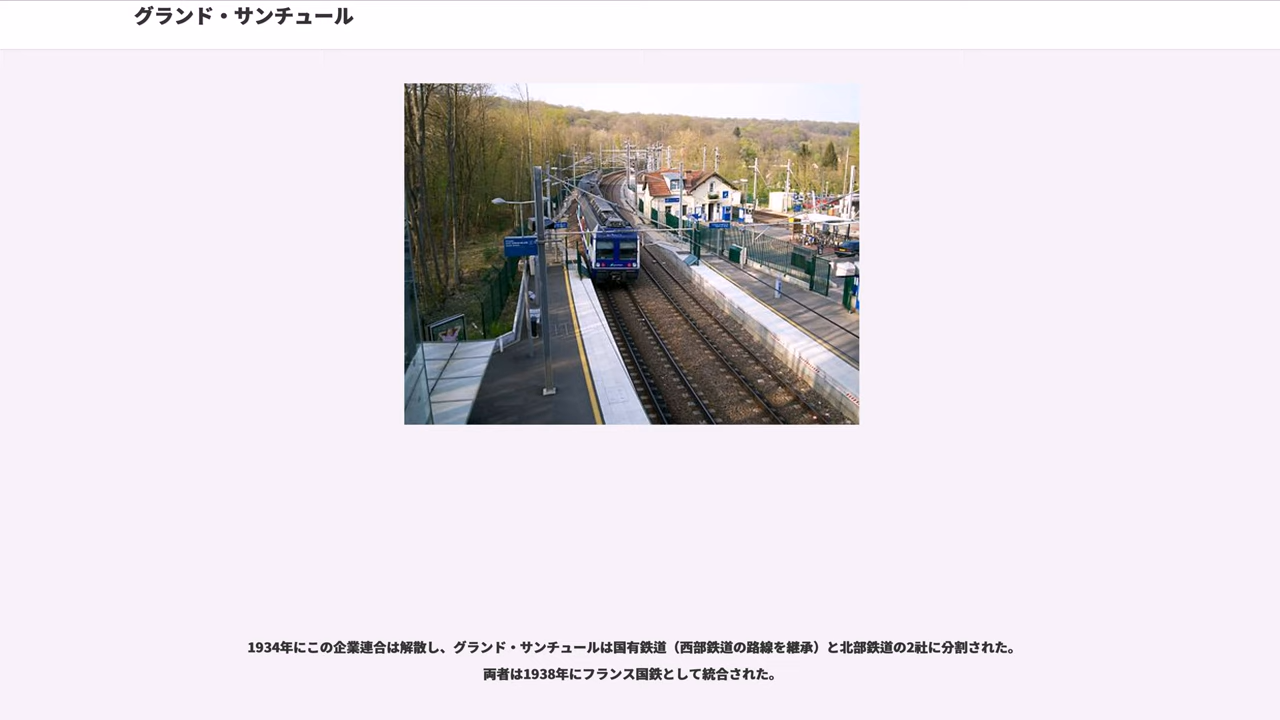 グランド・サンチュール
1934年にこの企業連合は解散し、グランド・サンチュールは国有鉄道（西部鉄道の路線を継承）と北部鉄道の2社に分割された。
両者は1938年にフランス国鉄として統合された。